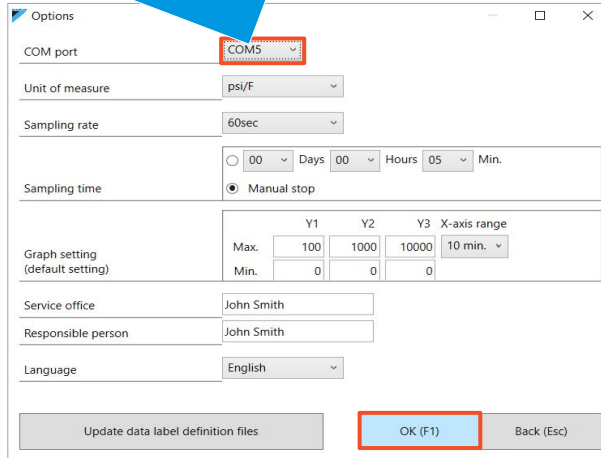 Options
COM port COM5
Unit of measure psi/F
Sampling rate 60sec
00 Days 00 Hours 05 Min.
Sampling time Manual stop
Y1 Y2 Y3 X-axis range
Max. 100 1000 10000 10 min.
Graph setting
(default setting)
Min. 0 0 0
Service office John Smith
Responsible person John Smith
Language English
Update data label definition files OK (F1) Back (Esc)